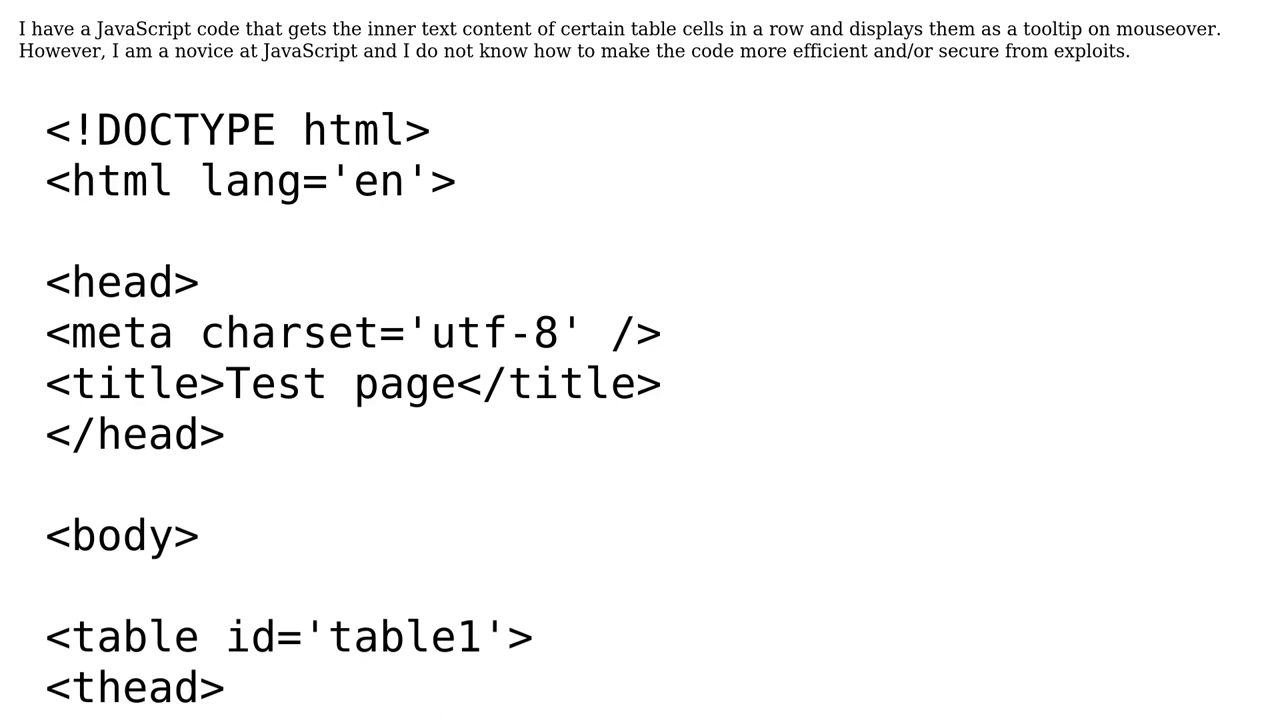 I have a JavaScript code that gets the inner text content of certain table cells in a row and displays them as a tooltip on mouseover.
However, I am a novice at JavaScript and I do not know how to make the code more efficient and/or secure from exploits.
<!DOCTYPE html>
<html lang='en'>
<head>
<meta charset='utf-8' />
<title>Test page</title>
</head>
<body>
<table id='table1'>
<thead>